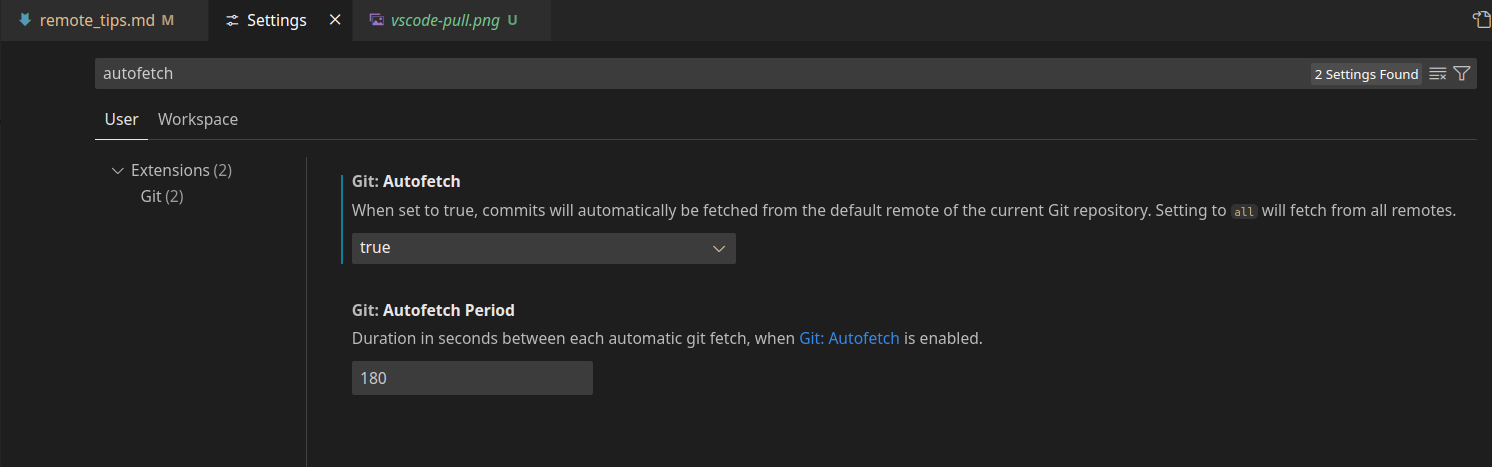 remote_tips.md M Settings vscode-pull.png U
autofetch 2 Settings Found
User Workspace
Extensions (2)
Git (2)
Git: Autofetch
When set to true, commits will automatically be fetched from the default remote of the current Git repository. Setting to all will fetch from all remotes.
true
Git: Autofetch Period
Duration in seconds between each automatic git fetch, when Git: Autofetch is enabled.
180